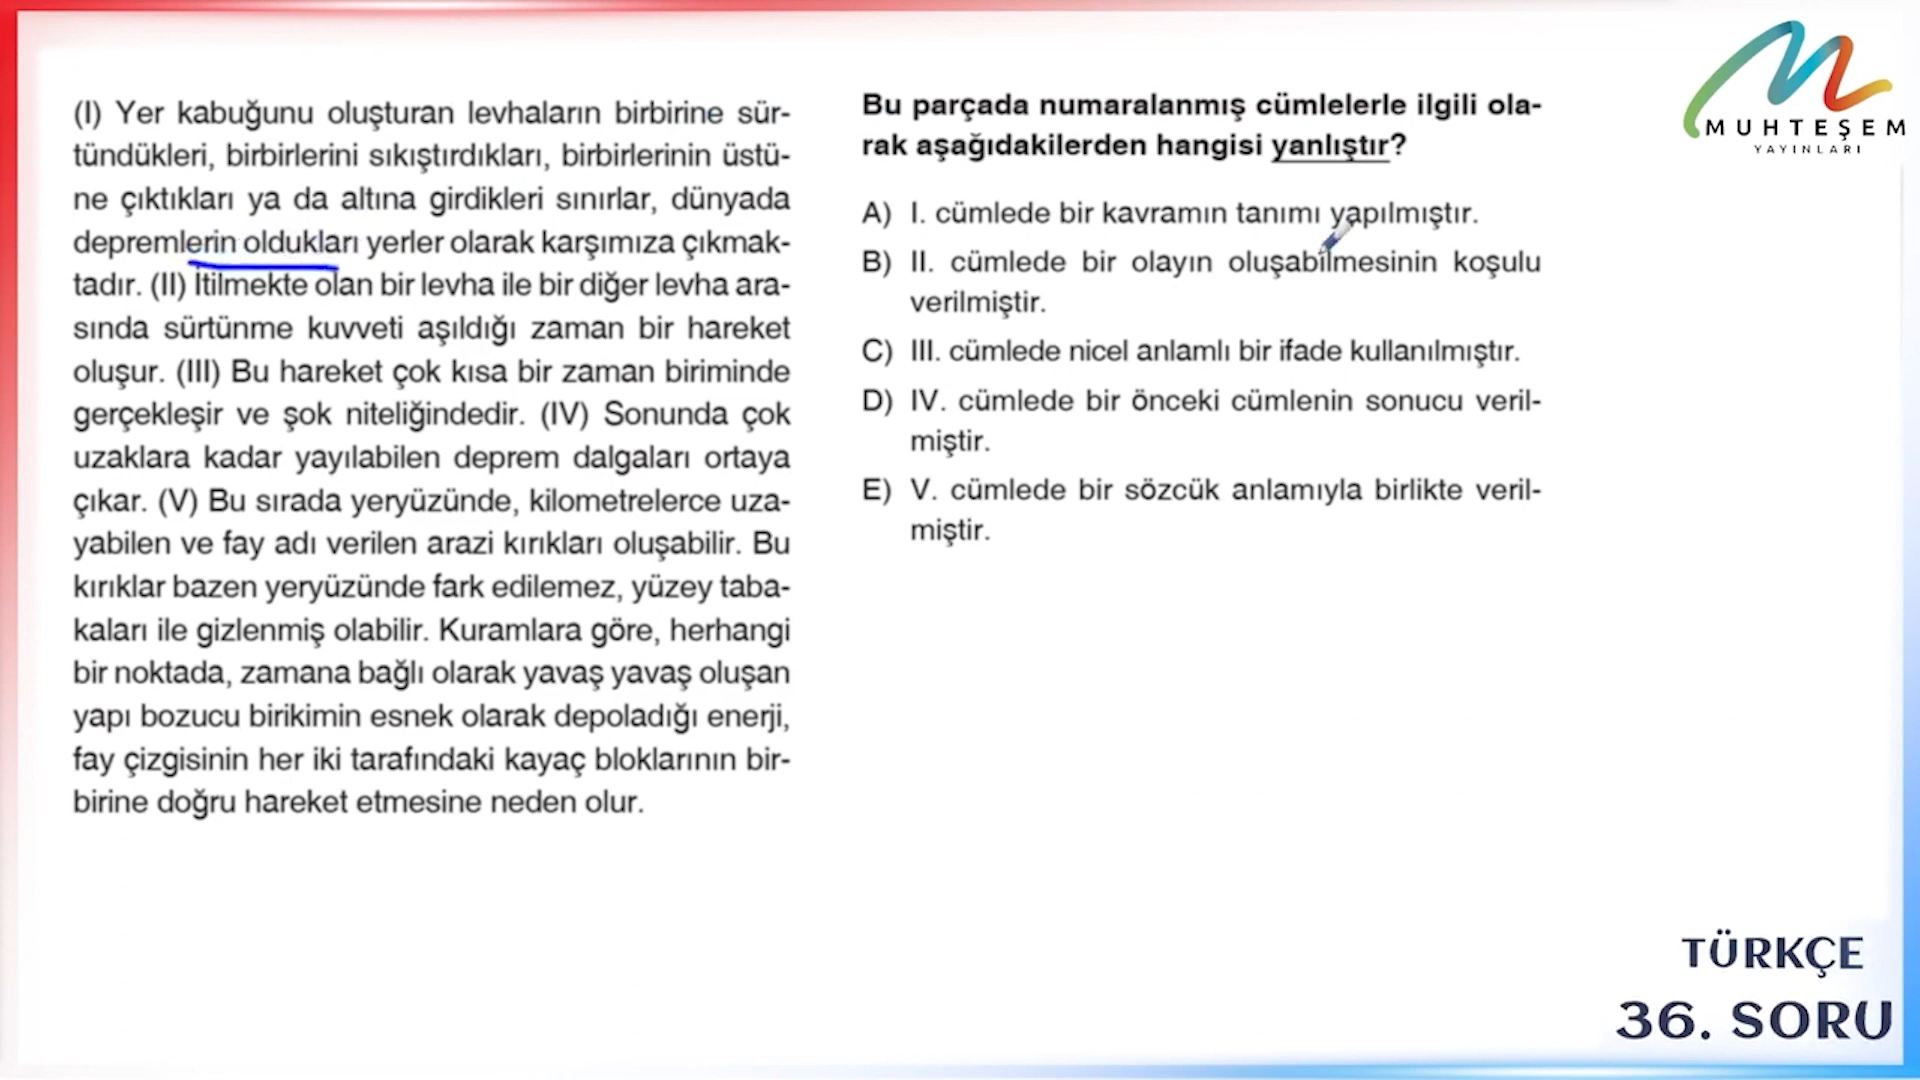 (I) Yer kabuğunu oluşturan levhaların birbirine sür-
tündükleri, birbirlerini sıkıştırdıkları, birbirlerinin üstü-
ne çıktıkları ya da altına girdikleri sınırlar, dünyada
depremlerin oldukları yerler olarak karşımıza çıkmak-
tadır. (II) İtilmekte olan bir levha ile bir diğer levha ara-
sında sürtünme kuvveti aşıldığı zaman bir hareket
oluşur. (III) Bu hareket çok kısa bir zaman biriminde
gerçekleşir ve şok niteliğindedir. (IV) Sonunda çok
uzaklara kadar yayılabilen deprem dalgaları ortaya
çıkar. (V) Bu sırada yeryüzünde, kilometrelerce uza-
yabilen ve fay adı verilen arazi kırıkları oluşabilir. Bu
kırıklar bazen yeryüzünde fark edilemez, yüzey taba-
kaları ile gizlenmiş olabilir. Kuramlara göre, herhangi
bir noktada, zamana bağlı olarak yavaş yavaş oluşan
yapı bozucu birikimin esnek olarak depoladığı enerji,
fay çizgisinin her iki tarafındaki kayaç bloklarının bir-
birine doğru hareket etmesine neden olur.
Bu parçada numaralanmış cümlelerle ilgili ola-
rak aşağıdakilerden hangisi yanlıştır?
A) I. cümlede bir kavramın tanımı yapılmıştır.
B) II. cümlede bir olayın oluşabilmesinin koşulu
verilmiştir.
C) III. cümlede nicel anlamlı bir ifade kullanılmıştır.
D) IV. cümlede bir önceki cümlenin sonucu veril-
miştir.
E) V. cümlede bir sözcük anlamıyla birlikte veril-
miştir.
MUHTEŞEM
YAYINLARI
TÜRKÇE
36. SORU